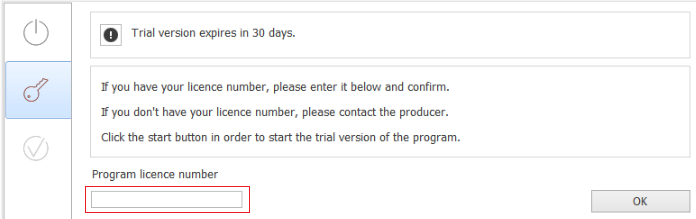 Trial version expires in 30 days.
If you have your licence number, please enter it below and confirm.
If you don't have your licence number, please contact the producer.
Click the start button in order to start the trial version of the program.
Program licence number
OK